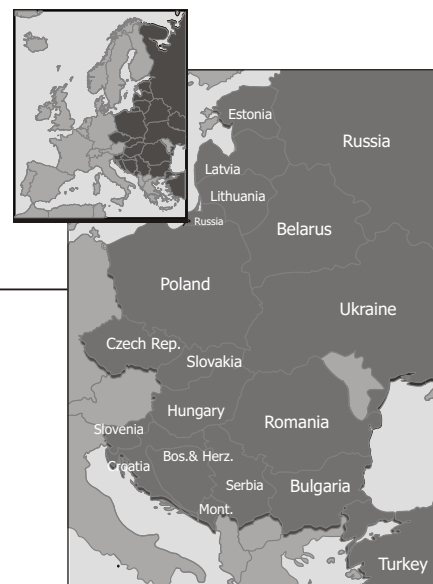 Estonia
Russia
Latvia
Lithuania
Russia
Belarus
Poland
Ukraine
Czech Rep.
Slovakia
Hungary
Romania
Slovenia
Croatia
Bos.& Herz.
Serbia
Bulgaria
Mont.
Turkey